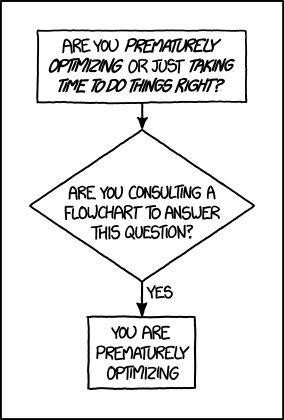 ARE YOU PREMATURELY
OPTIMIZING OR JUST TAKING
TIME TO DO THINGS RIGHT?
ARE YOU CONSULTING A
FLOWCHART TO ANSWER
THIS QUESTION?
YES
YOU ARE
PREMATURELY
OPTIMIZING